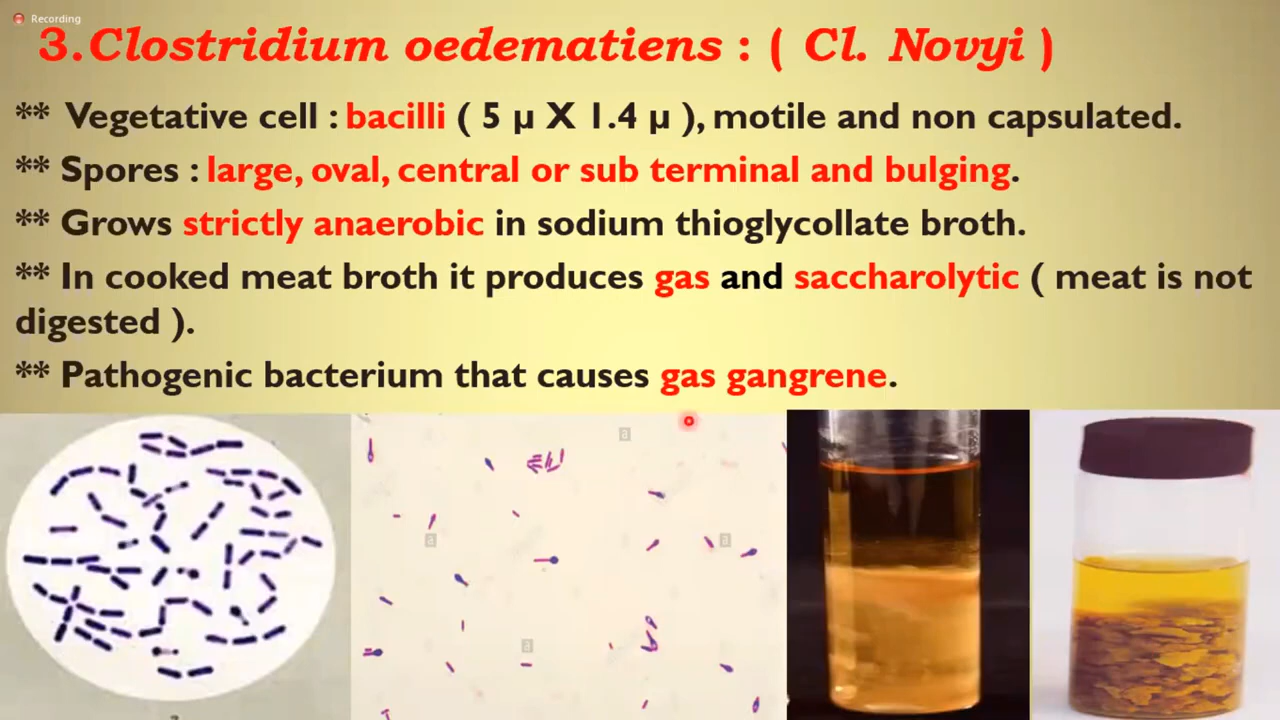 Recording
3.Clostridium oedematiens : ( Cl. Novyi )
** Vegetative cell : bacilli ( 5 µ X 1.4 µ ), motile and non capsulated.
** Spores : large, oval, central or sub terminal and bulging.
** Grows strictly anaerobic in sodium thioglycollate broth.
** In cooked meat broth it produces gas and saccharolytic ( meat is not
digested ).
** Pathogenic bacterium that causes gas gangrene.
a
a
a
a